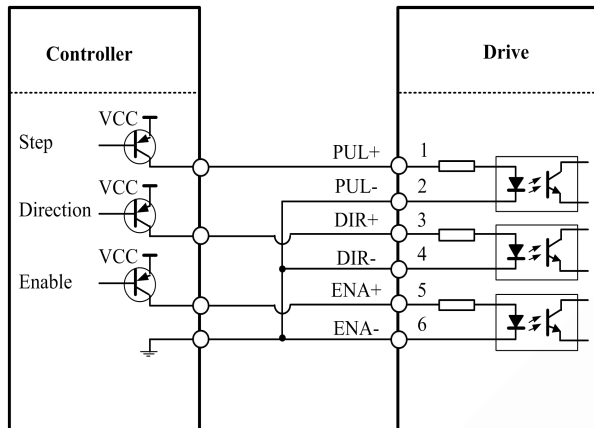 Controller
Drive
VCC
Step
PUL+ 1
VCC
PUL- 2
Direction
DIR+ 3
VCC
DIR- 4
Enable
ENA+ 5
ENA- 6